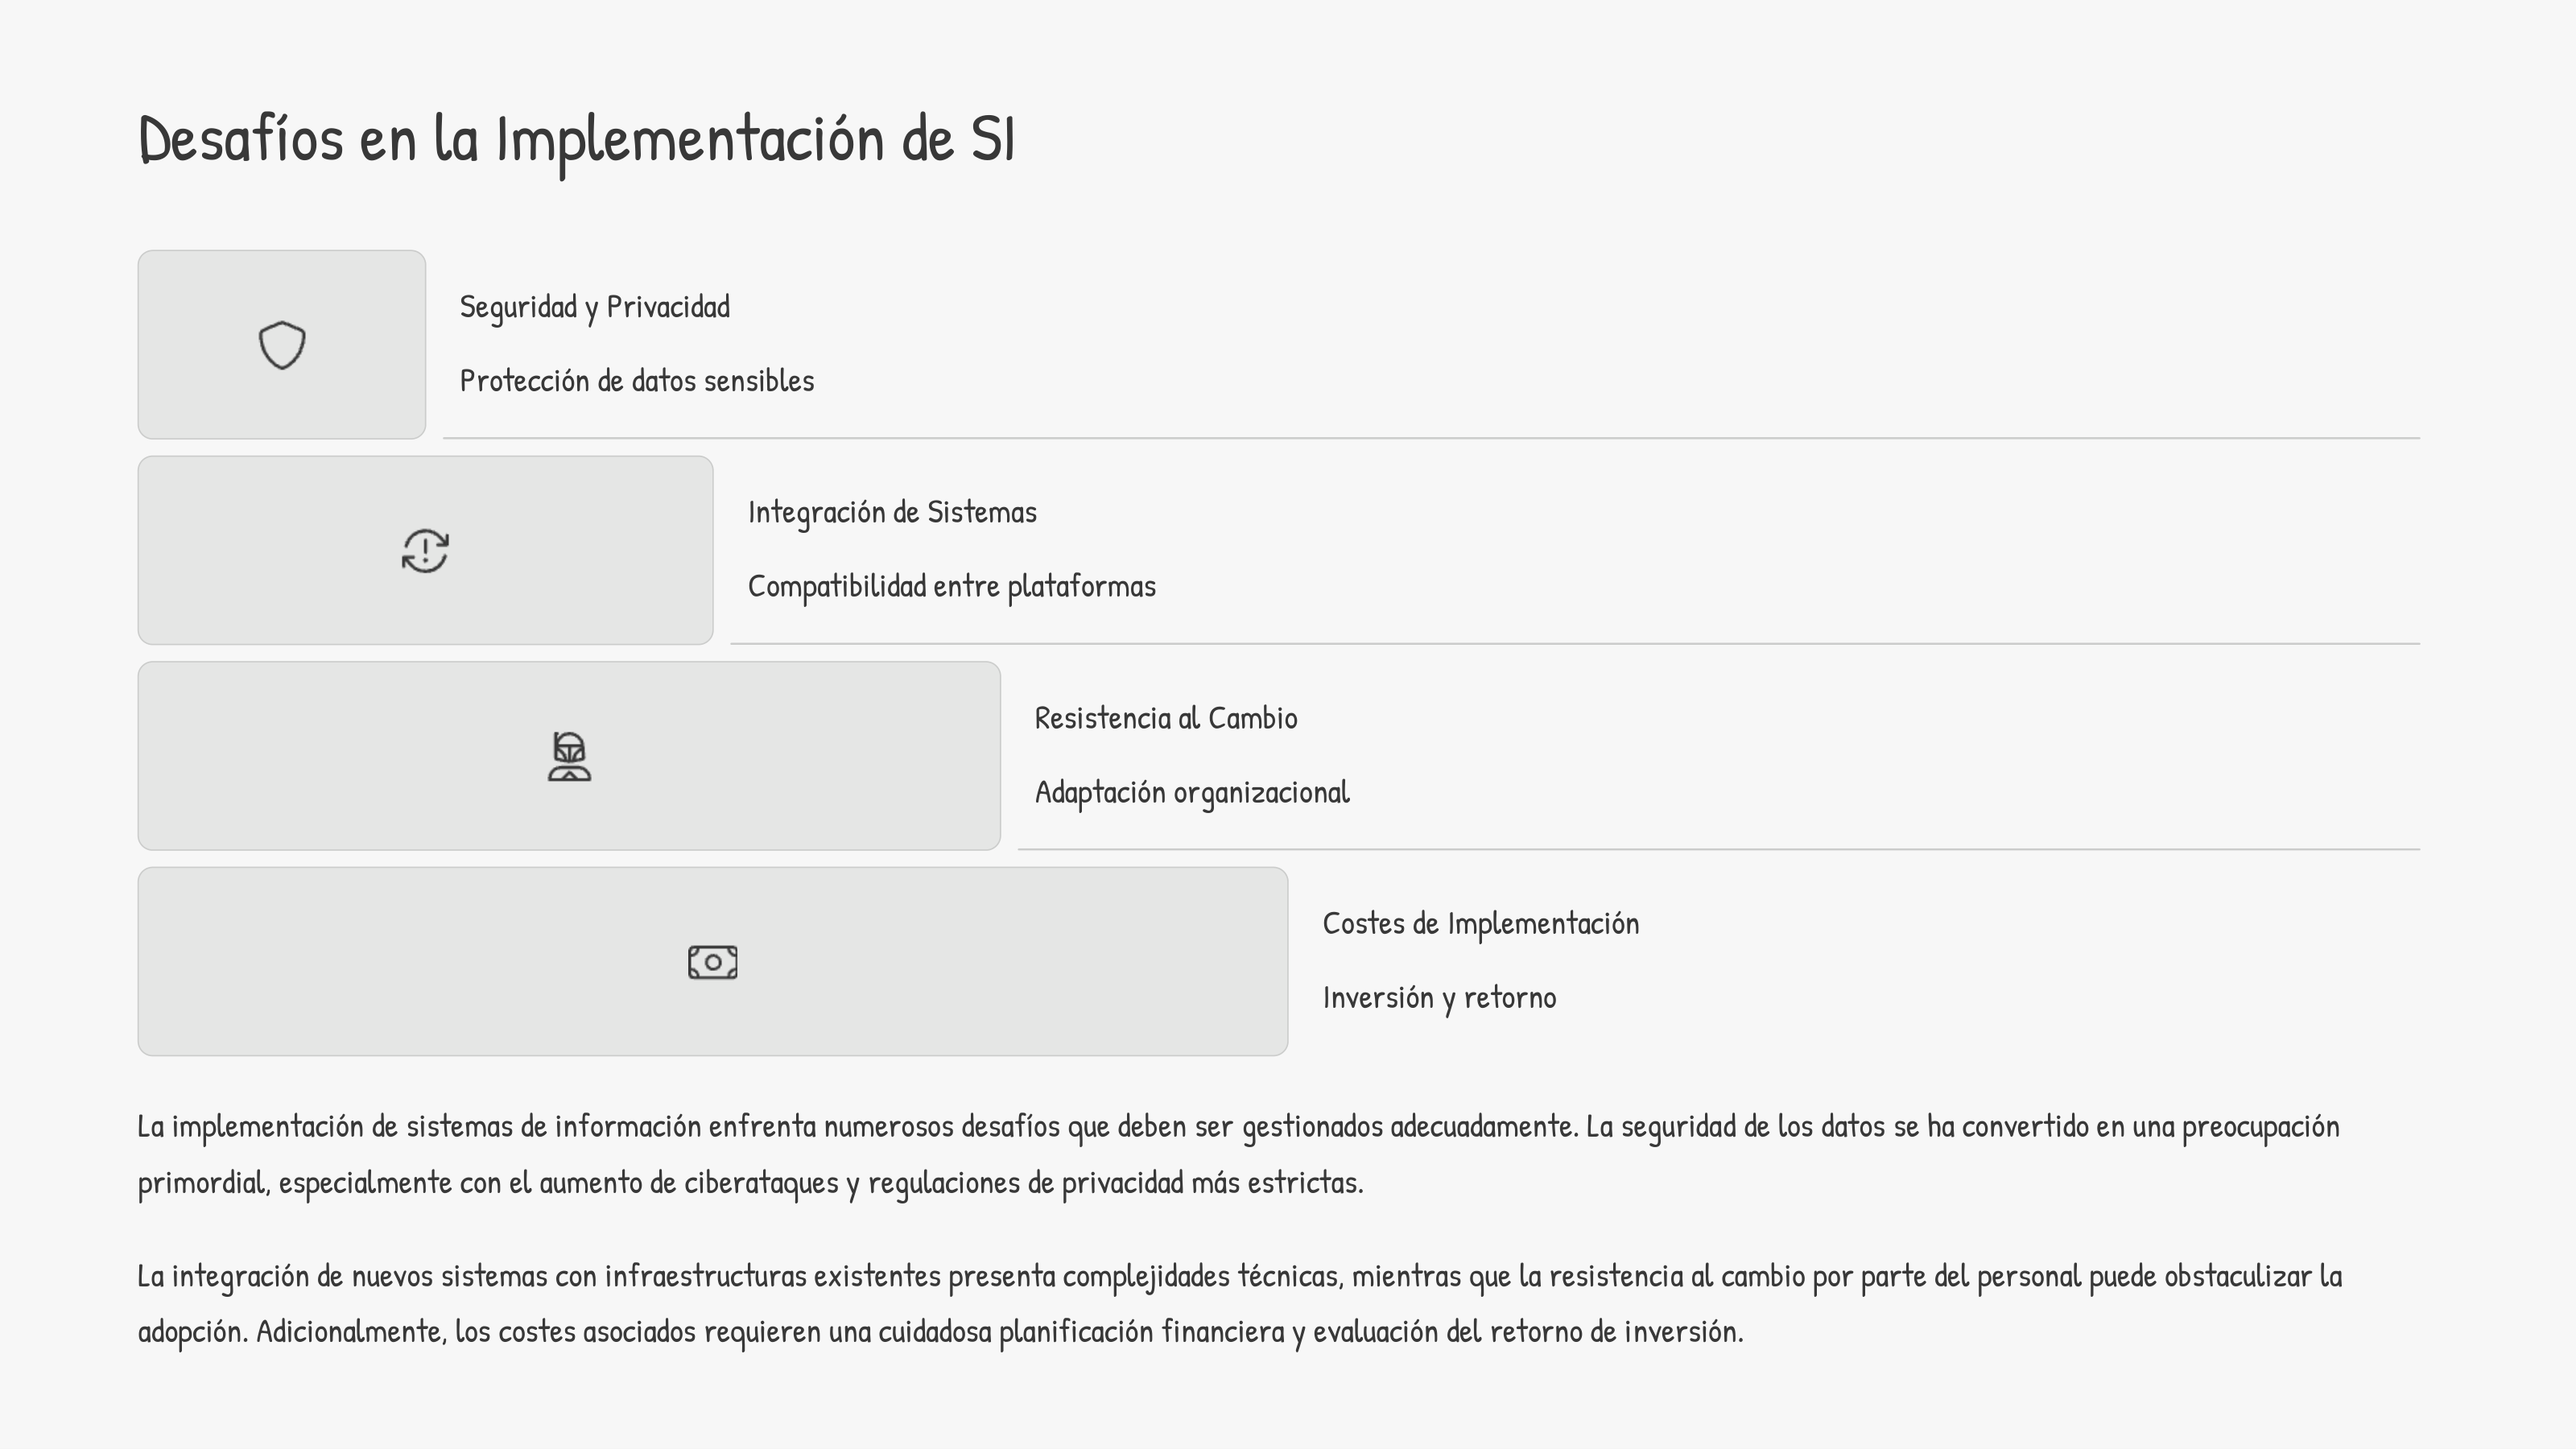 Desafíos en la Implementación de SI
Seguridad y Privacidad
Protección de datos sensibles
Integración de Sistemas
Compatibilidad entre plataformas
Resistencia al Cambio
Adaptación organizacional
Costes de Implementación
Inversión y retorno
La implementación de sistemas de información enfrenta numerosos desafíos que deben ser gestionados adecuadamente. La seguridad de los datos se ha convertido en una preocupación
primordial, especialmente con el aumento de ciberataques y regulaciones de privacidad más estrictas.
La integración de nuevos sistemas con infraestructuras existentes presenta complejidades técnicas, mientras que la resistencia al cambio por parte del personal puede obstaculizar la
adopción. Adicionalmente, los costes asociados requieren una cuidadosa planificación financiera y evaluación del retorno de inversión.